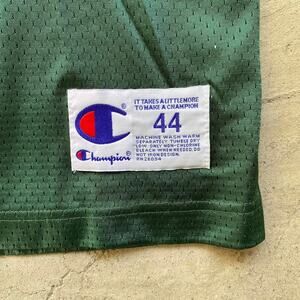 IT TAKES A LITTLE MORE
TO MAKE A CHAMPION
®
44
MACHINE WASH WARM
SEPARATELY, TUMBLE DRY
LOW. ONLY NON-CHLORINE
BLEACH WHEN NEEDED. DO
NOT IRON DESIGN.
RN26094
Champion